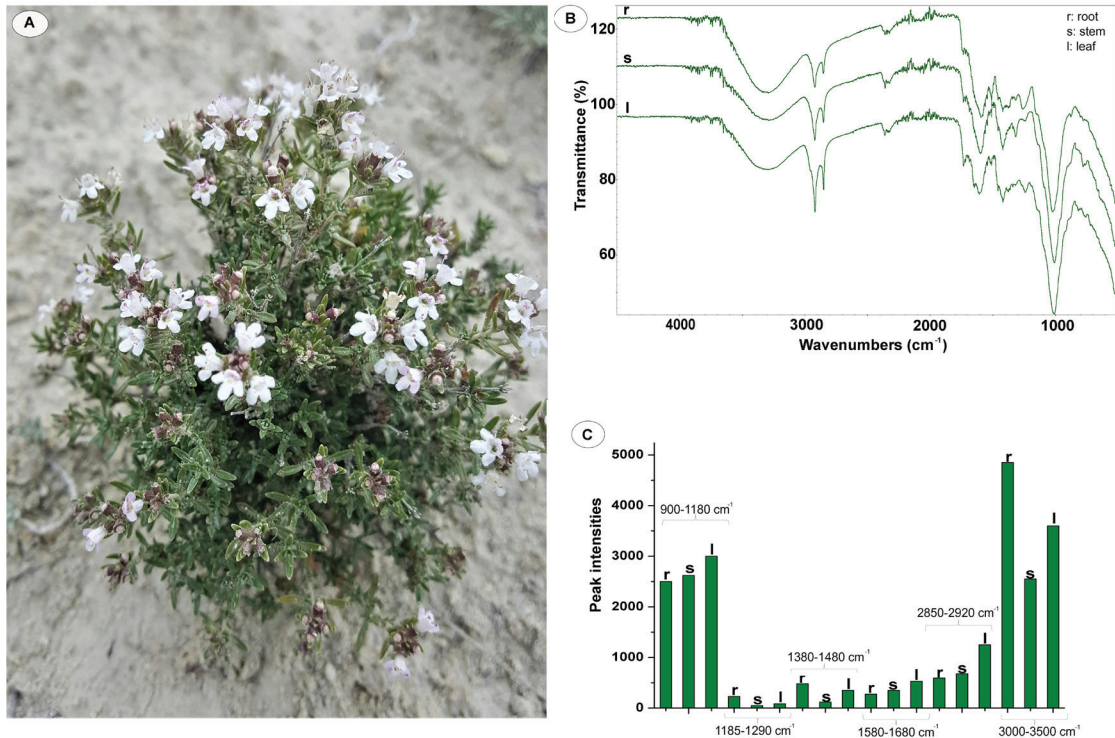 A
B
r
s
l
r: root
s: stem
l: leaf
120
100
80
60
Transmittance (%)
4000 3000 2000 1000
Wavenumbers (cm-1)
C
5000
4000
3000
2000
1000
0
Peak intensities
900-1180 cm-1
r s l
1185-1290 cm-1
r s l
1380-1480 cm-1
r s l
1580-1680 cm-1
r s l
2850-2920 cm-1
r s l
3000-3500 cm-1
r s l